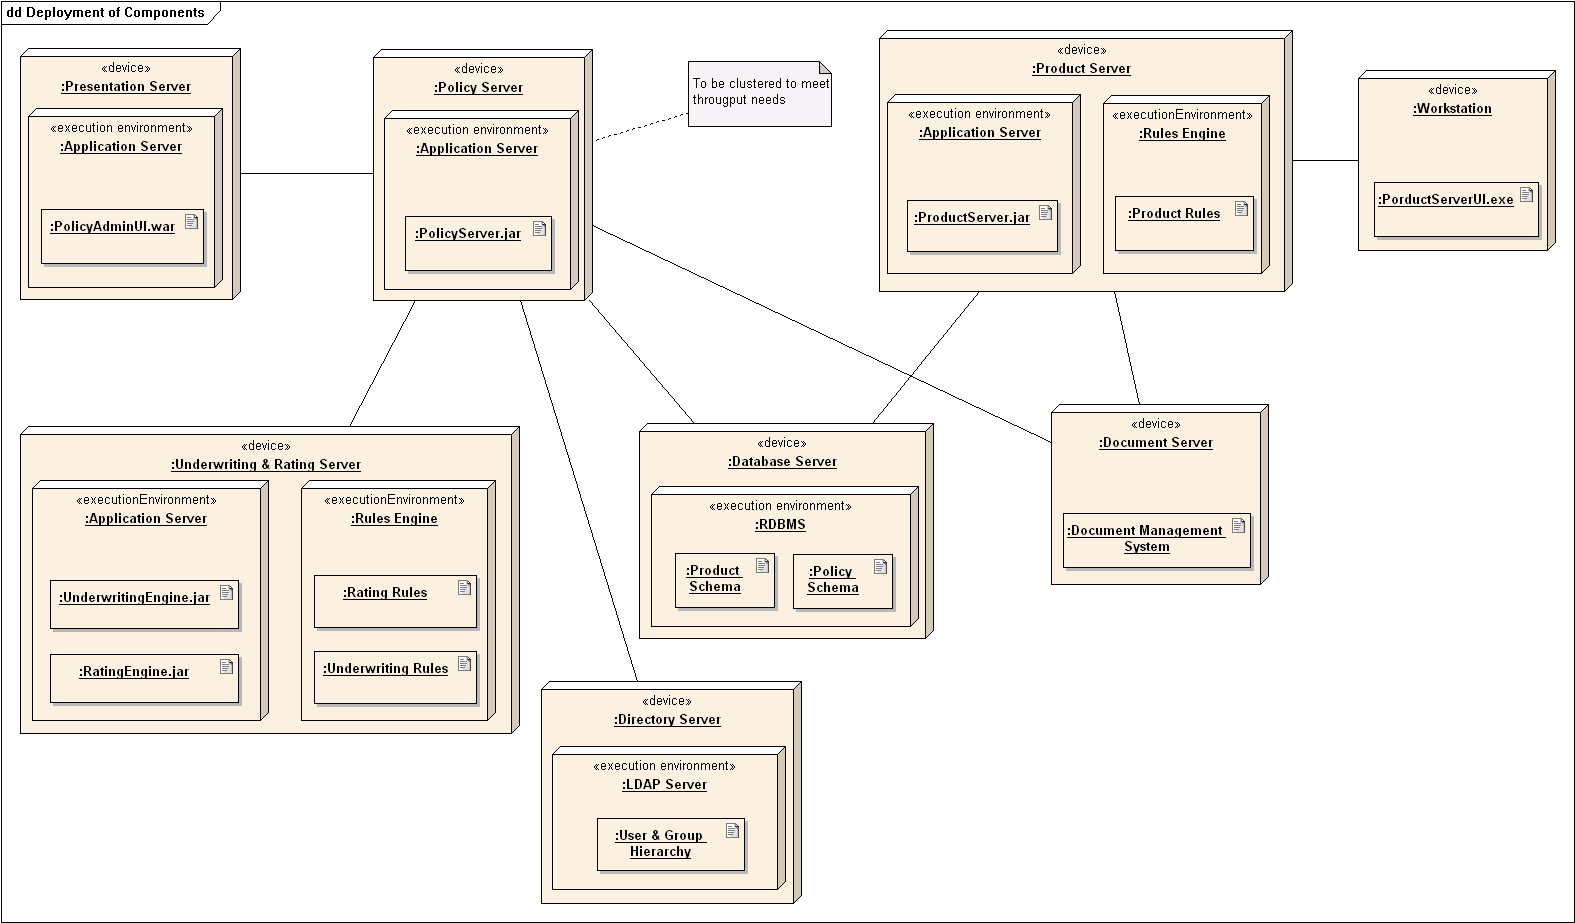 dd Deployment of Components
«device»
:Presentation Server
«execution environment»
:Application Server
:PolicyAdminUI.war
«device»
:Policy Server
«execution environment»
:Application Server
:PolicyServer.jar
To be clustered to meet
througput needs
«device»
:Product Server
«execution environment»
:Application Server
:ProductServer.jar
«executionEnvironment»
:Rules Engine
:Product Rules
«device»
:Workstation
:PorductServerUI.exe
«device»
:Underwriting & Rating Server
«executionEnvironment»
:Application Server
:UnderwritingEngine.jar
:RatingEngine.jar
«executionEnvironment»
:Rules Engine
:Rating Rules
:Underwriting Rules
«device»
:Database Server
«execution environment»
:RDBMS
:Product
Schema
:Policy
Schema
«device»
:Document Server
:Document Management
System
«device»
:Directory Server
«execution environment»
:LDAP Server
:User & Group
Hierarchy